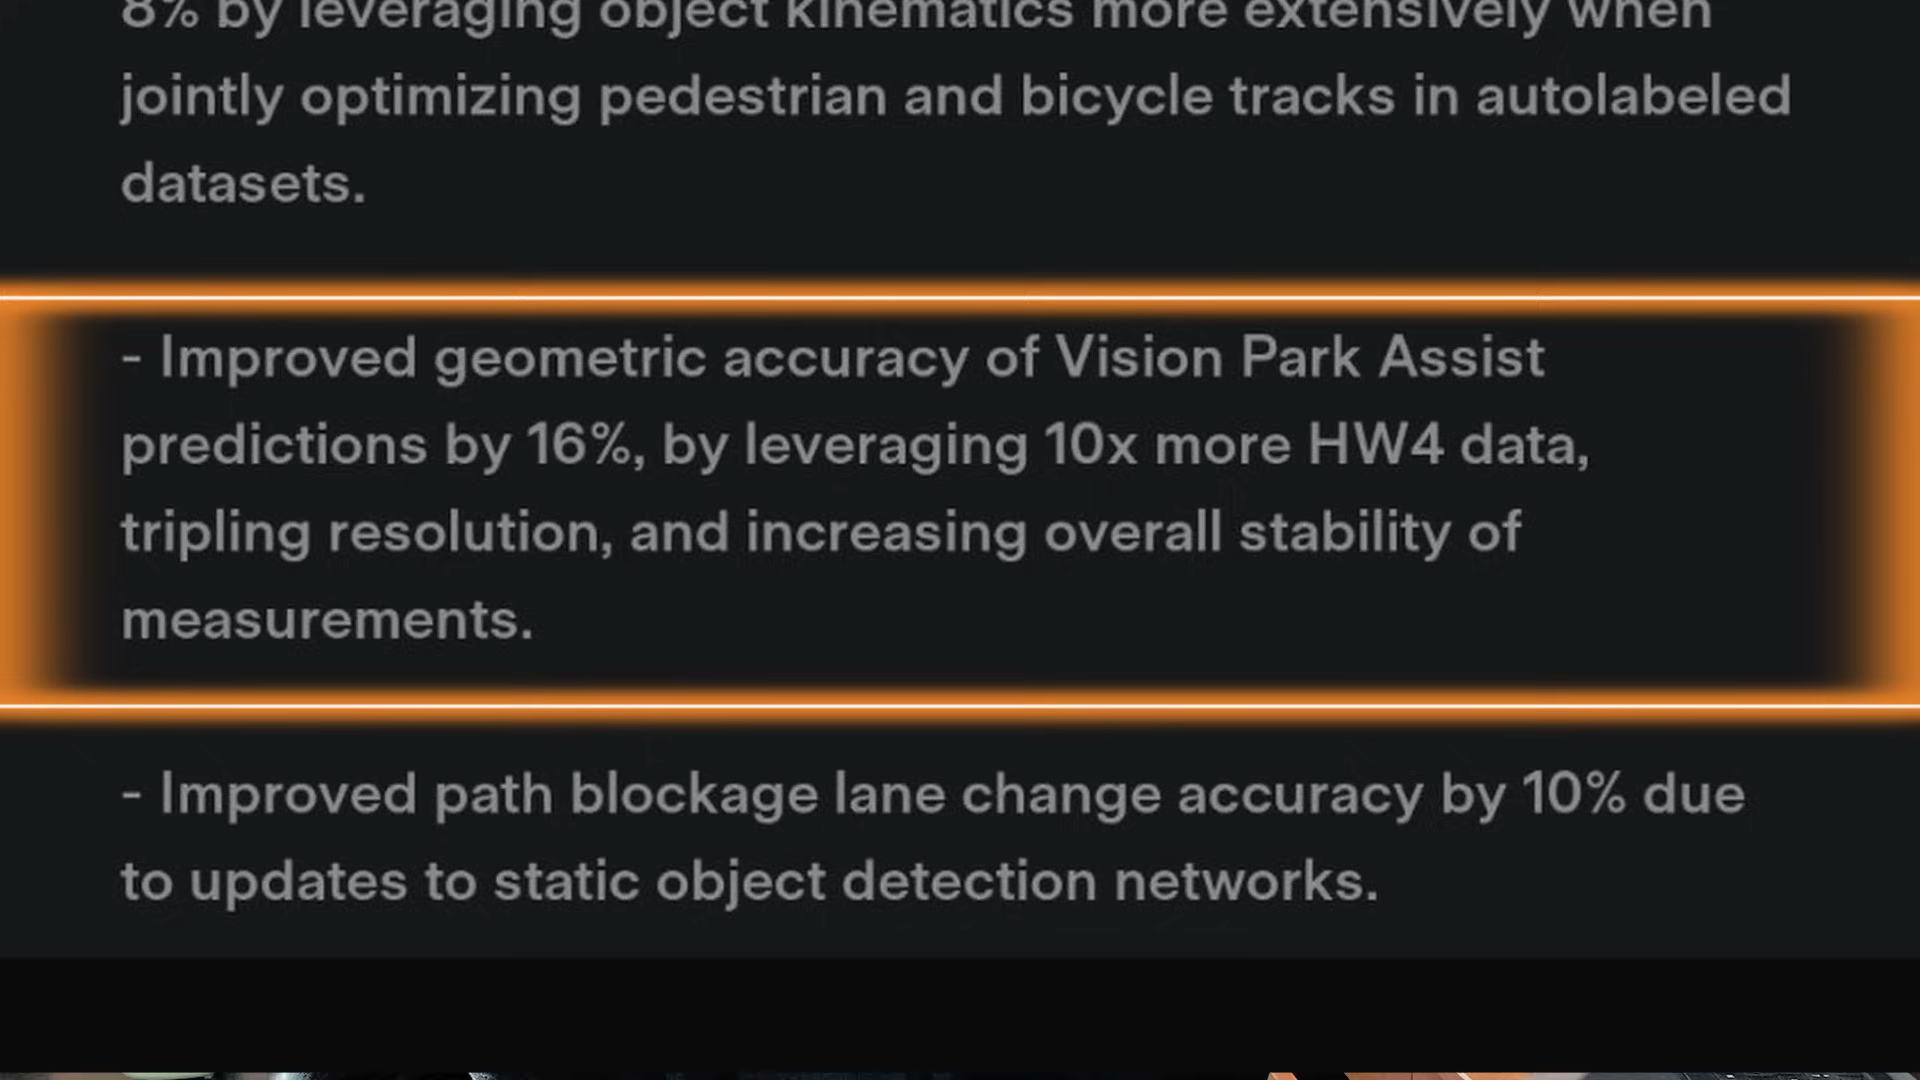 8% by leveraging object kinematics more extensively when
jointly optimizing pedestrian and bicycle tracks in autolabeled
datasets.
- Improved geometric accuracy of Vision Park Assist
predictions by 16%, by leveraging 10x more HW4 data,
tripling resolution, and increasing overall stability of
measurements.
- Improved path blockage lane change accuracy by 10% due
to updates to static object detection networks.